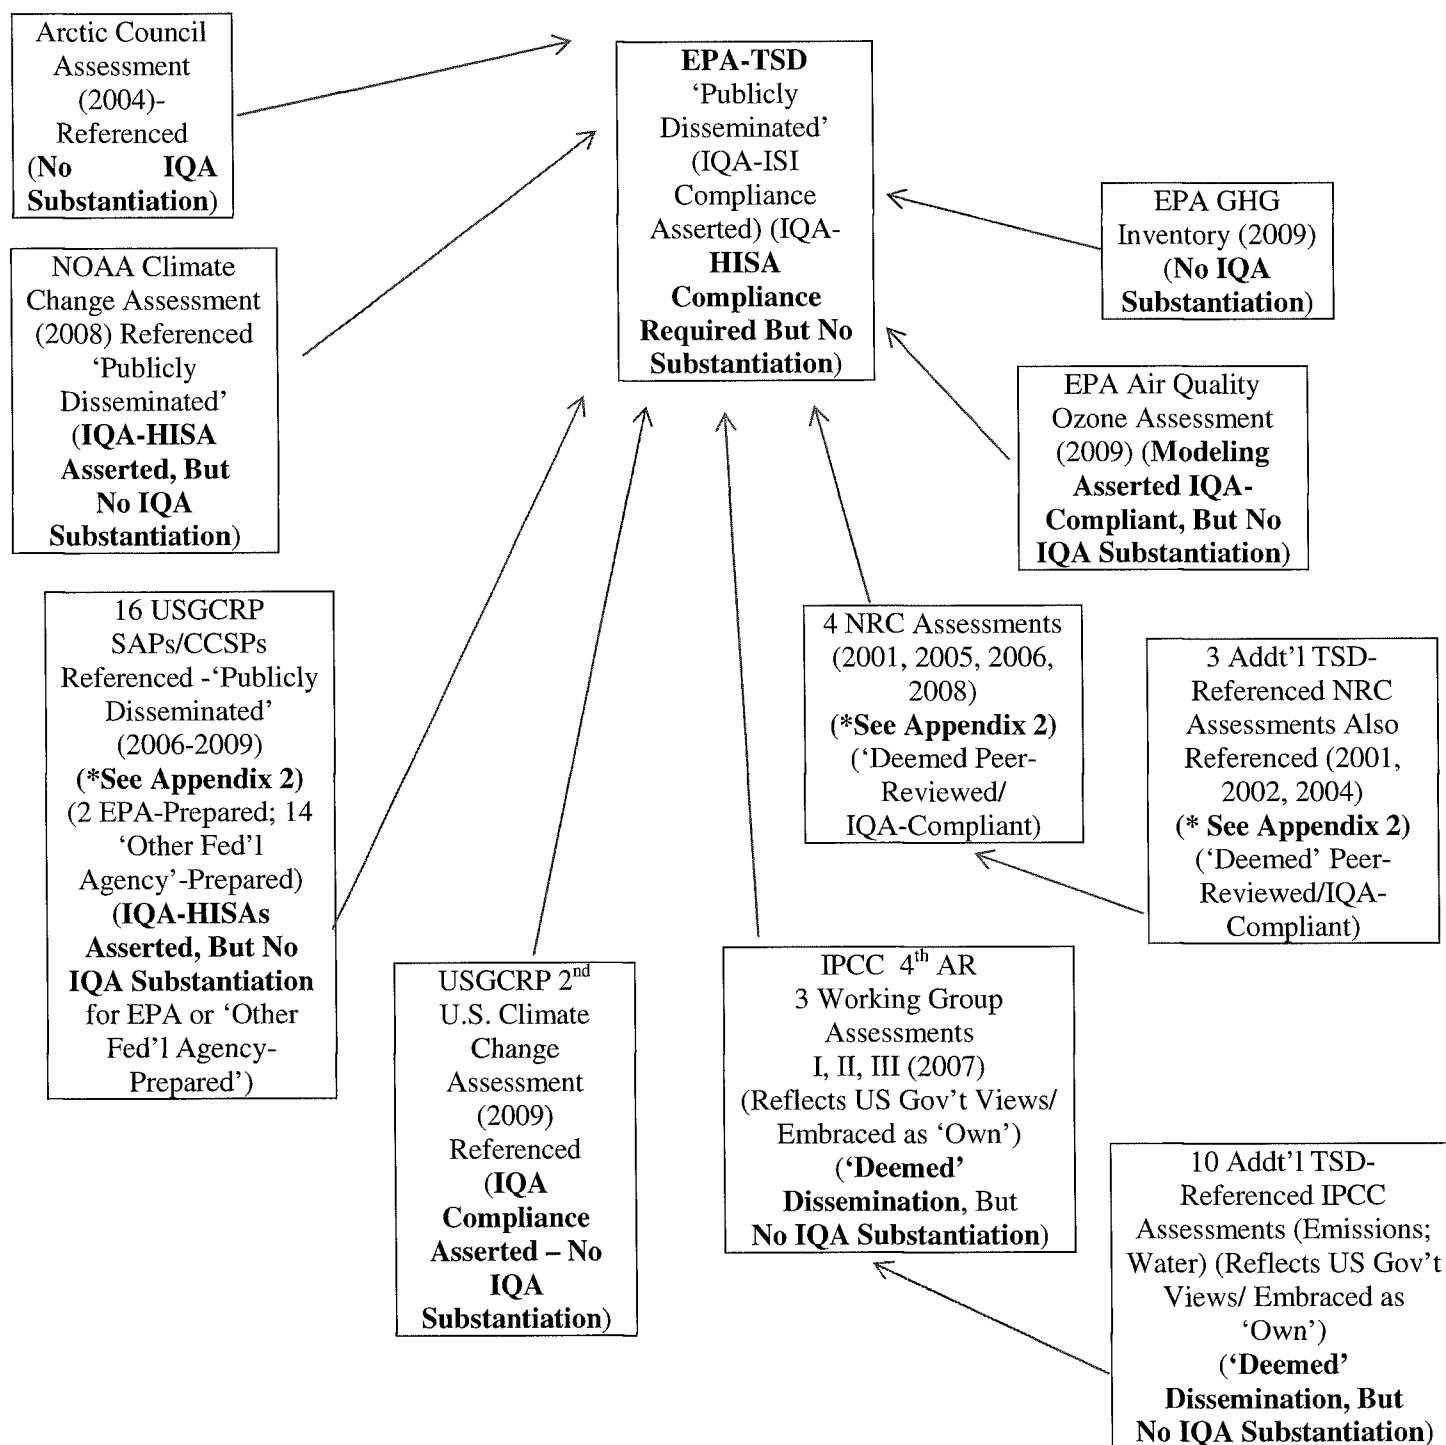 Arctic Council
Assessment
(2004)-
Referenced
(No IQA
Substantiation)
NOAA Climate
Change Assessment
(2008) Referenced
‘Publicly
Disseminated’
(IQA-HISA
Asserted, But
No IQA
Substantiation)
16 USGCRP
SAPs/CCSPs
Referenced -‘Publicly
Disseminated’
(2006-2009)
(*See Appendix 2)
(2 EPA-Prepared; 14
‘Other Fed’l
Agency’-Prepared)
(IQA-HISAs
Asserted, But No
IQA Substantiation
for EPA or ‘Other
Fed’l Agency-
Prepared’)
EPA-TSD
‘Publicly
Disseminated’
(IQA-ISI
Compliance
Asserted) (IQA-
HISA
Compliance
Required But No
Substantiation)
EPA GHG
Inventory (2009)
(No IQA
Substantiation)
EPA Air Quality
Ozone Assessment
(2009) (Modeling
Asserted IQA-
Compliant, But No
IQA Substantiation)
4 NRC Assessments
(2001, 2005, 2006,
2008)
(*See Appendix 2)
(‘Deemed Peer-
Reviewed/
IQA-Compliant)
3 Addt’l TSD-
Referenced NRC
Assessments Also
Referenced (2001,
2002, 2004)
(* See Appendix 2)
(‘Deemed’ Peer-
Reviewed/IQA-
Compliant)
USGCRP 2nd
U.S. Climate
Change
Assessment
(2009)
Referenced
(IQA
Compliance
Asserted – No
IQA
Substantiation)
IPCC 4th AR
3 Working Group
Assessments
I, II, III (2007)
(Reflects US Gov’t Views/
Embraced as ‘Own’)
(‘Deemed’
Dissemination, But
No IQA Substantiation)
10 Addt’l TSD-
Referenced IPCC
Assessments (Emissions;
Water) (Reflects US Gov’t
Views/ Embraced as
‘Own’)
(‘Deemed’
Dissemination, But
No IQA Substantiation)